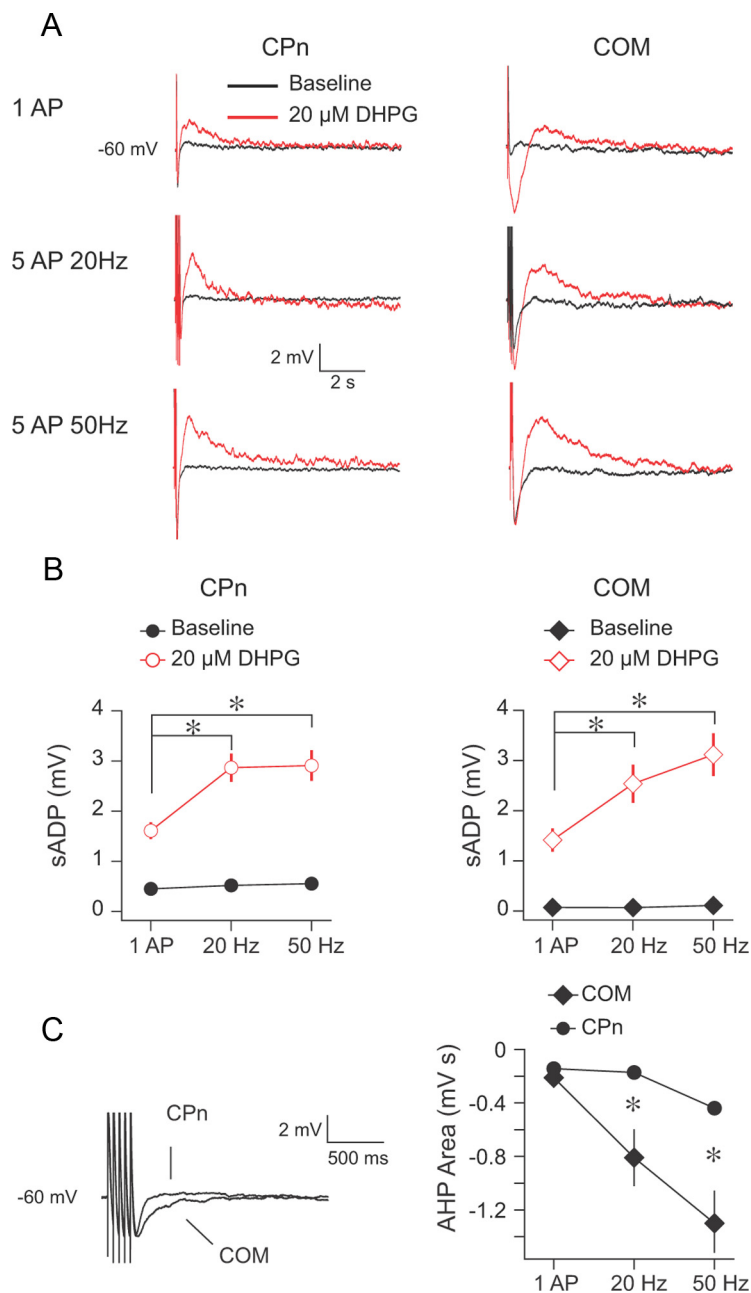 A
CPn
COM
Baseline
20 µM DHPG
1 AP
-60 mV
5 AP 20Hz
2 mV
2 s
5 AP 50Hz
B
CPn
COM
Baseline
20 µM DHPG
Baseline
20 µM DHPG
sADP (mV)
4
3
2
1
0
* *
1 AP 20 Hz 50 Hz
sADP (mV)
4
3
2
1
0
* *
1 AP 20 Hz 50 Hz
C
CPn
COM
2 mV
500 ms
-60 mV
COM
CPn
AHP Area (mV s)
0
-0.4
-0.8
-1.2
*
*
1 AP 20 Hz 50 Hz